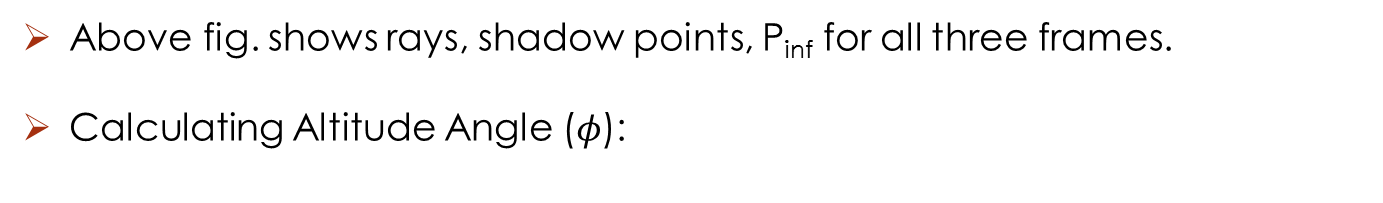 ➢ Above fig. shows rays, shadow points, P_inf for all three frames.
➢ Calculating Altitude Angle (ϕ):